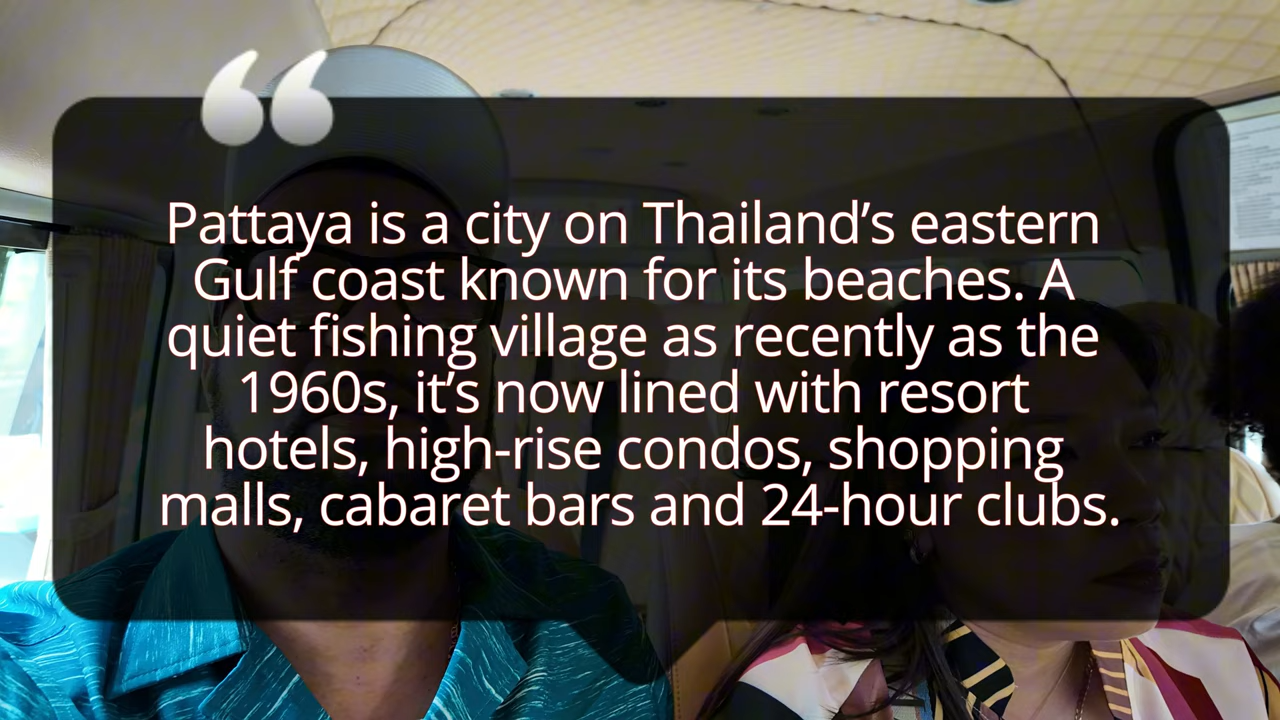 Pattaya is a city on Thailand’s eastern
Gulf coast known for its beaches. A
quiet fishing village as recently as the
1960s, it’s now lined with resort
hotels, high-rise condos, shopping
malls, cabaret bars and 24-hour clubs.